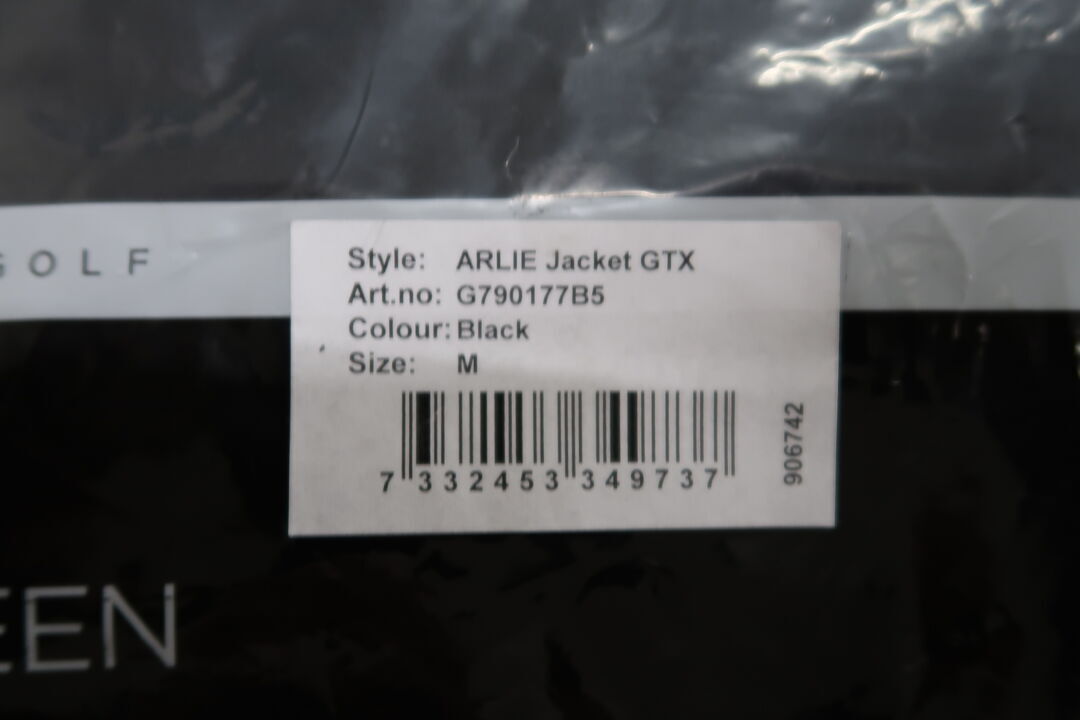 GOLF
Style: ARLIE Jacket GTX
Art.no: G790177B5
Colour: Black
Size: M
7 332453 349737
906742
EEN